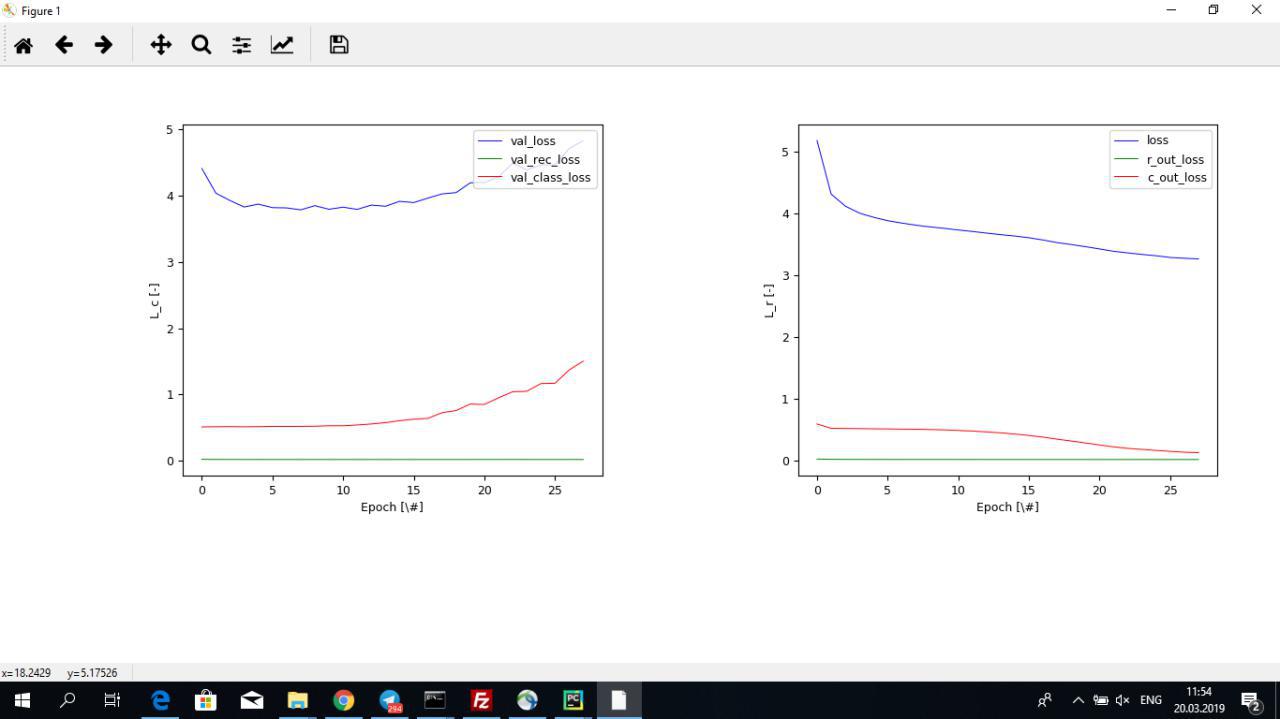 Figure 1
5
4
3
2
1
0
L_c [-]
0 5 10 15 20 25
Epoch [\#]
val_loss
val_rec_loss
val_class_loss
5
4
3
2
1
0
L_r [-]
0 5 10 15 20 25
Epoch [\#]
loss
r_out_loss
c_out_loss
x=18.2429 y=5.17526
294
FZ
PC
ENG
11:54
20.03.2019
2